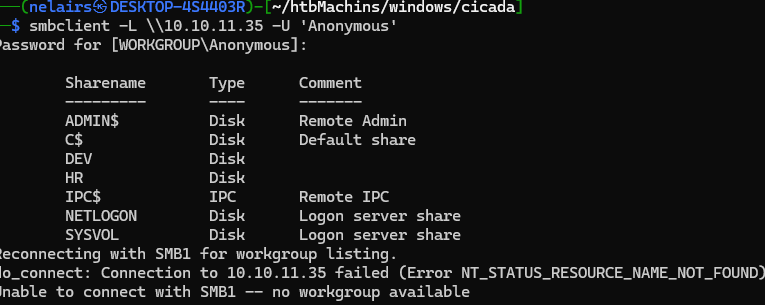 ──(nelairs㉿DESKTOP-4S4403R)-[~/htbMachins/windows/cicada]
─$ smbclient -L \\10.10.11.35 -U 'Anonymous'
Password for [WORKGROUP\Anonymous]:
Sharename Type Comment
--------- ---- -------
ADMIN$ Disk Remote Admin
C$ Disk Default share
DEV Disk
HR Disk
IPC$ IPC Remote IPC
NETLOGON Disk Logon server share
SYSVOL Disk Logon server share
Reconnecting with SMB1 for workgroup listing.
do_connect: Connection to 10.10.11.35 failed (Error NT_STATUS_RESOURCE_NAME_NOT_FOUND)
Unable to connect with SMB1 -- no workgroup available